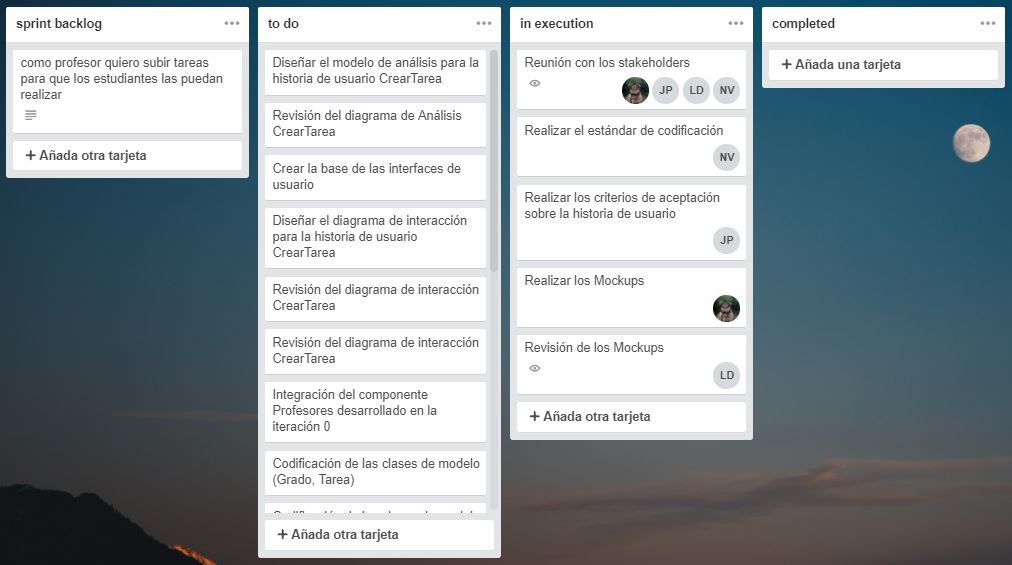 sprint backlog
como profesor quiero subir tareas
para que los estudiantes las puedan
realizar
+ Añada otra tarjeta
to do
Diseñar el modelo de análisis para la
historia de usuario CrearTarea
Revisión del diagrama de Análisis
CrearTarea
Crear la base de las interfaces de
usuario
Diseñar el diagrama de interacción
para la historia de usuario
CrearTarea
Revisión del diagrama de interacción
CrearTarea
Revisión del diagrama de interacción
CrearTarea
Integración del componente
Profesores desarrollado en la
iteración 0
Codificación de las clases de modelo
(Grado, Tarea)
+ Añada otra tarjeta
in execution
Reunión con los stakeholders
JP LD NV
Realizar el estándar de codificación
NV
Realizar los criterios de aceptación
sobre la historia de usuario
JP
Realizar los Mockups
Revisión de los Mockups
LD
+ Añada otra tarjeta
completed
+ Añada una tarjeta